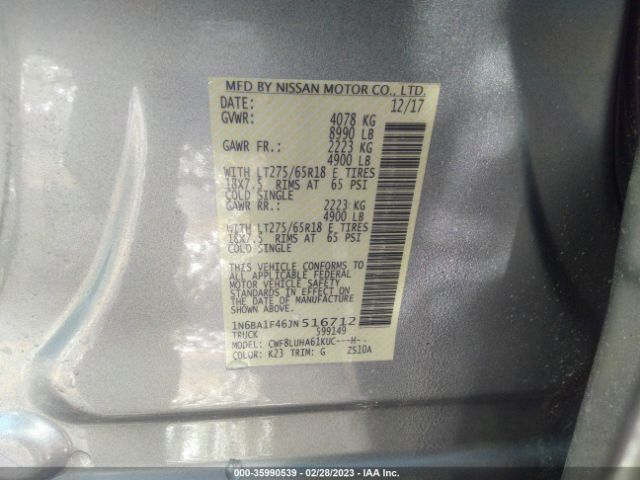 MFD BY NISSAN MOTOR CO., LTD.
DATE: 12/17
GVWR: 4078 KG
8990 LB
GAWR FR.: 2223 KG
4900 LB
WITH LT275/65R18 E TIRES
18X7.5 RIMS AT 65 PSI
COLD SINGLE
GAWR RR.: 2223 KG
4900 LB
WITH LT275/65R18 E TIRES
18X7.5 RIMS AT 65 PSI
COLD SINGLE
THIS VEHICLE CONFORMS TO
ALL APPLICABLE FEDERAL
MOTOR VEHICLE SAFETY
STANDARDS IN EFFECT
ON THE DATE OF MANUFACTURE
SHOWN ABOVE.
1N6BA1F46JN516712
TRUCK 599149
MODEL: CWF8LUHA61KUC---H--
COLOR: K23 TRIM: G ZS10A
000-35990539 - 02/28/2023 - IAA Inc.